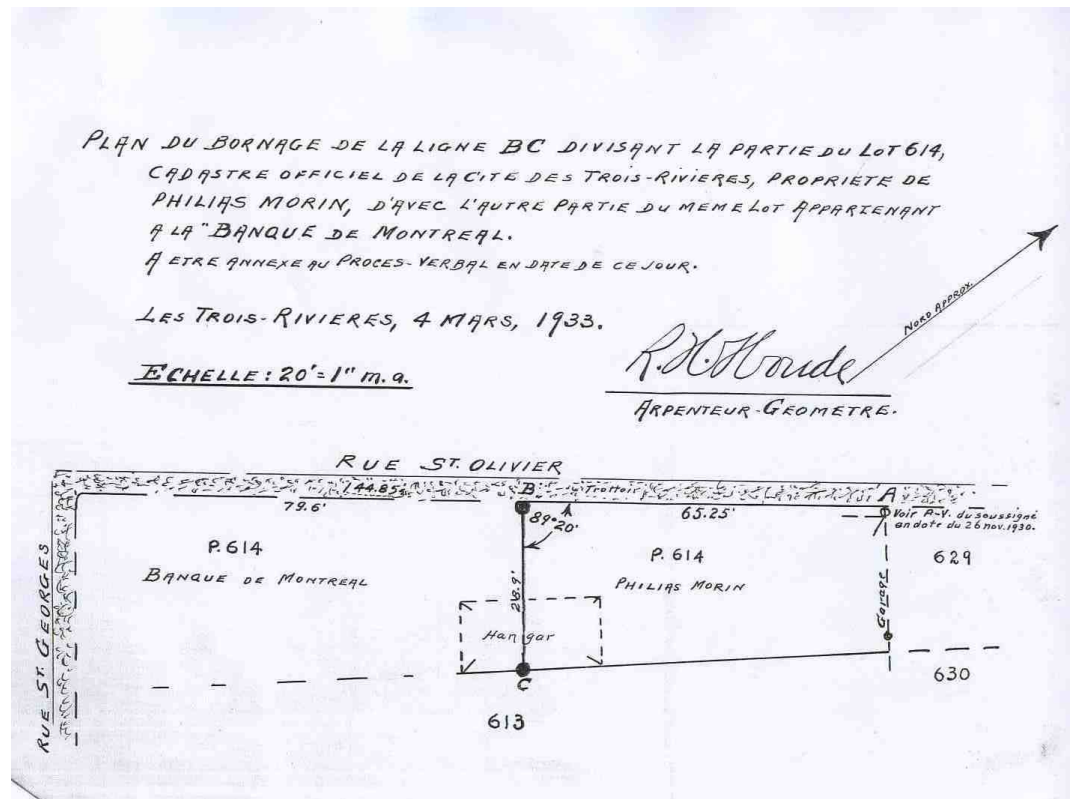 PLAN DU BORNAGE DE LA LIGNE BC DIVISANT LA PARTIE DU LOT 614,
CADASTRE OFFICIEL DE LA CITE DES TROIS-RIVIERES, PROPRIETE DE
PHILIAS MORIN, D'AVEC L'AUTRE PARTIE DU MEME LOT APPARTENANT
A LA "BANQUE DE MONTREAL.
A ETRE ANNEXE AU PROCES-VERBAL EN DATE DE CE JOUR.
LES TROIS-RIVIERES, 4 MARS, 1933.
NORD APPROX.
R.H. Houde
ECHELLE: 20'=1" m.a.
ARPENTEUR-GEOMETRE.
RUE ST. OLIVIER
144.85
B
Trottoir
A
79.6'
65.25'
Voir P-V. du soussigné
en date du 26 nov. 1930.
89°20'
P. 614
BANQUE DE MONTREAL
P. 614
PHILIAS MORIN
629
RUE ST. GEORGES
28.9'
Garage
Hangar
C
630
613